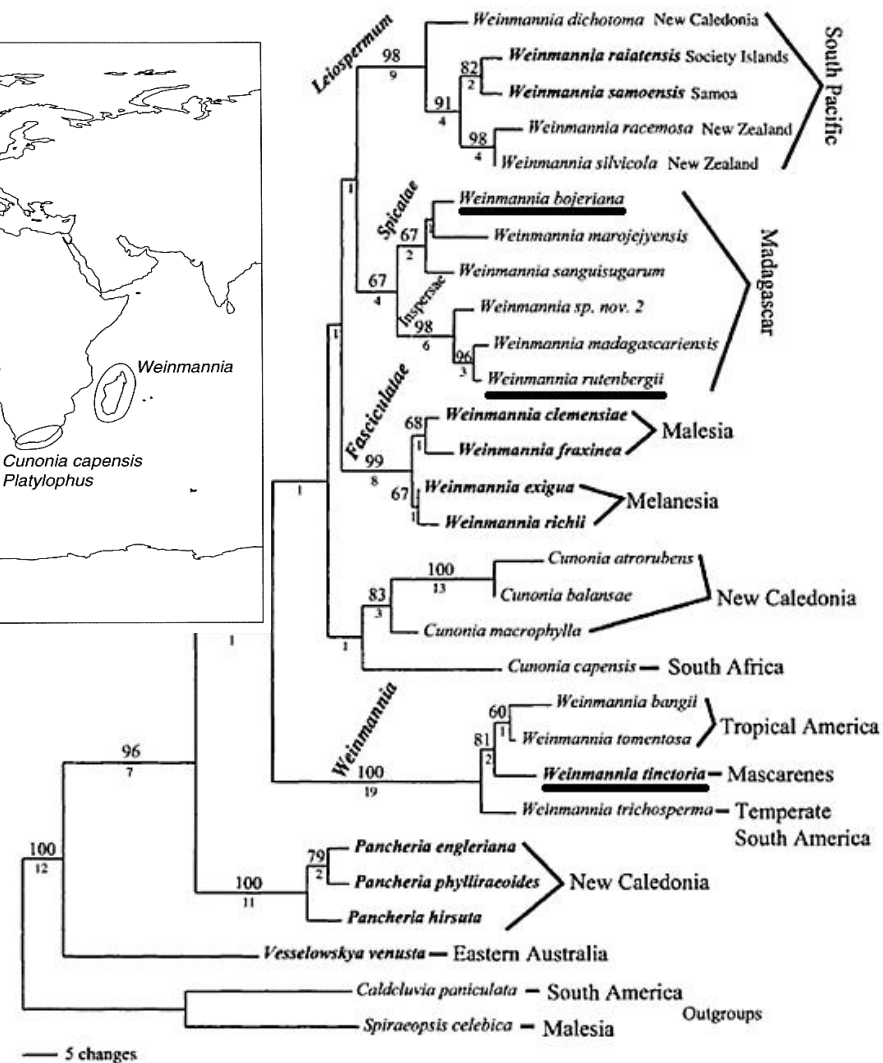 Leiospermum
98
9
Weinmannia dichotoma New Caledonia
82
2
Weinmannia raiatensis Society Islands
91
4
Weinmannia samoensis Samoa
98
4
Weinmannia racemosa New Zealand
Weinmannia silvicola New Zealand
South Pacific
1
Spicatae
Weinmannia bojeriana
67
2
Weinmannia marojejyensis
Weinmannia sanguisugarum
67
4
Inspersae
98
6
Weinmannia sp. nov. 2
Weinmannia madagascariensis
96
3
Weinmannia rutenbergii
Madagascar
1
Weinmannia
Cunonia capensis
Platylophus
Fasciculatae
99
8
68
1
Weinmannia clemensiae
Weinmannia fraxinea
Malesia
67
1
Weinmannia exigua
Weinmannia richii
Melanesia
1
100
13
Cunonia atrorubens
Cunonia balansae
83
3
Cunonia macrophylla
New Caledonia
1
Cunonia capensis South Africa
1
Weinmannia
100
19
60
1
Weinmannia bangii
Weinmannia tomentosa
Tropical America
81
2
Weinmannia tinctoria Mascarenes
Weinmannia trichosperma Temperate
South America
96
7
100
12
100
11
79
2
Pancheria engleriana
Pancheria phylliraeoides
Pancheria hirsuta
New Caledonia
Vesselowskya venusta Eastern Australia
Caldcluvia paniculata South America
Spiraeopsis celebica Malesia
Outgroups
5 changes